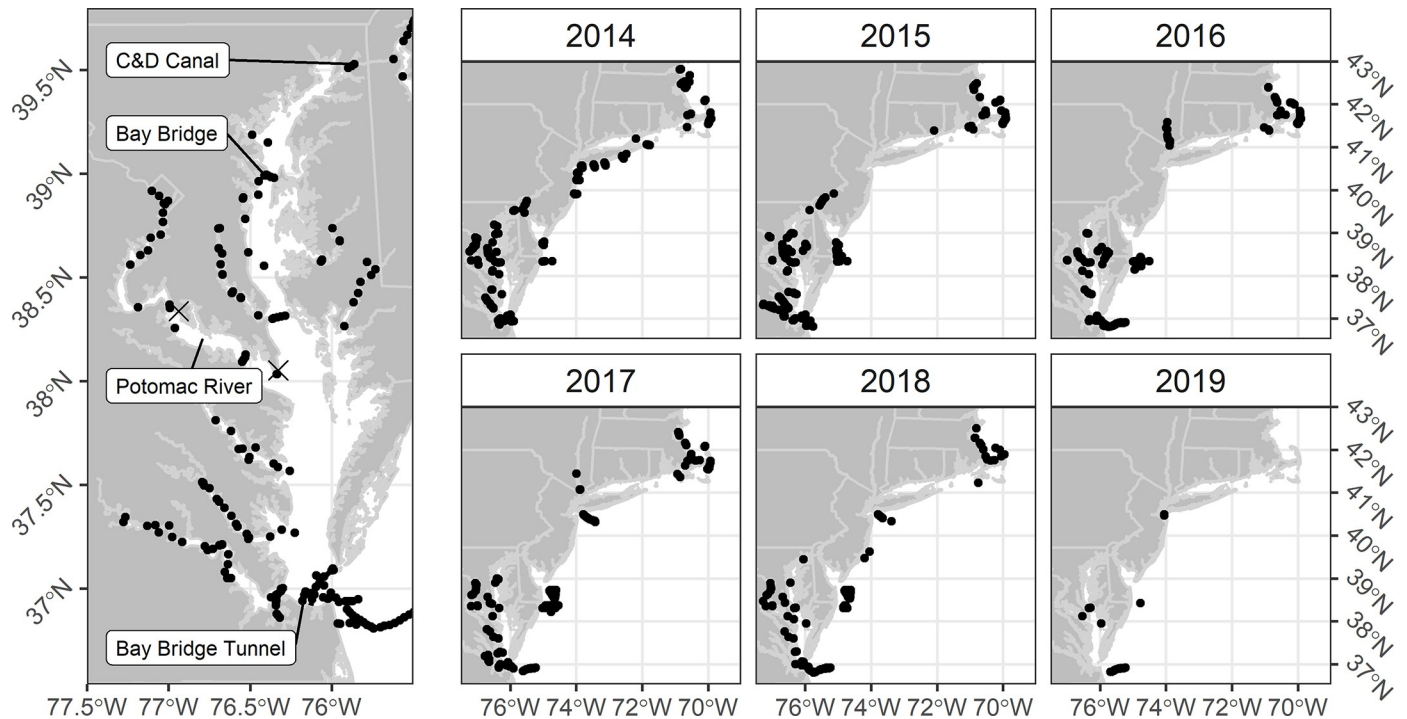 C&D Canal
Bay Bridge
Potomac River
Bay Bridge Tunnel
39.5°N
39°N
38.5°N
38°N
37.5°N
37°N
77.5°W 77°W 76.5°W 76°W
2014 2015 2016
43°N
42°N
41°N
40°N
39°N
38°N
37°N
2017 2018 2019
43°N
42°N
41°N
40°N
39°N
38°N
37°N
76°W 74°W 72°W 70°W 76°W 74°W 72°W 70°W 76°W 74°W 72°W 70°W